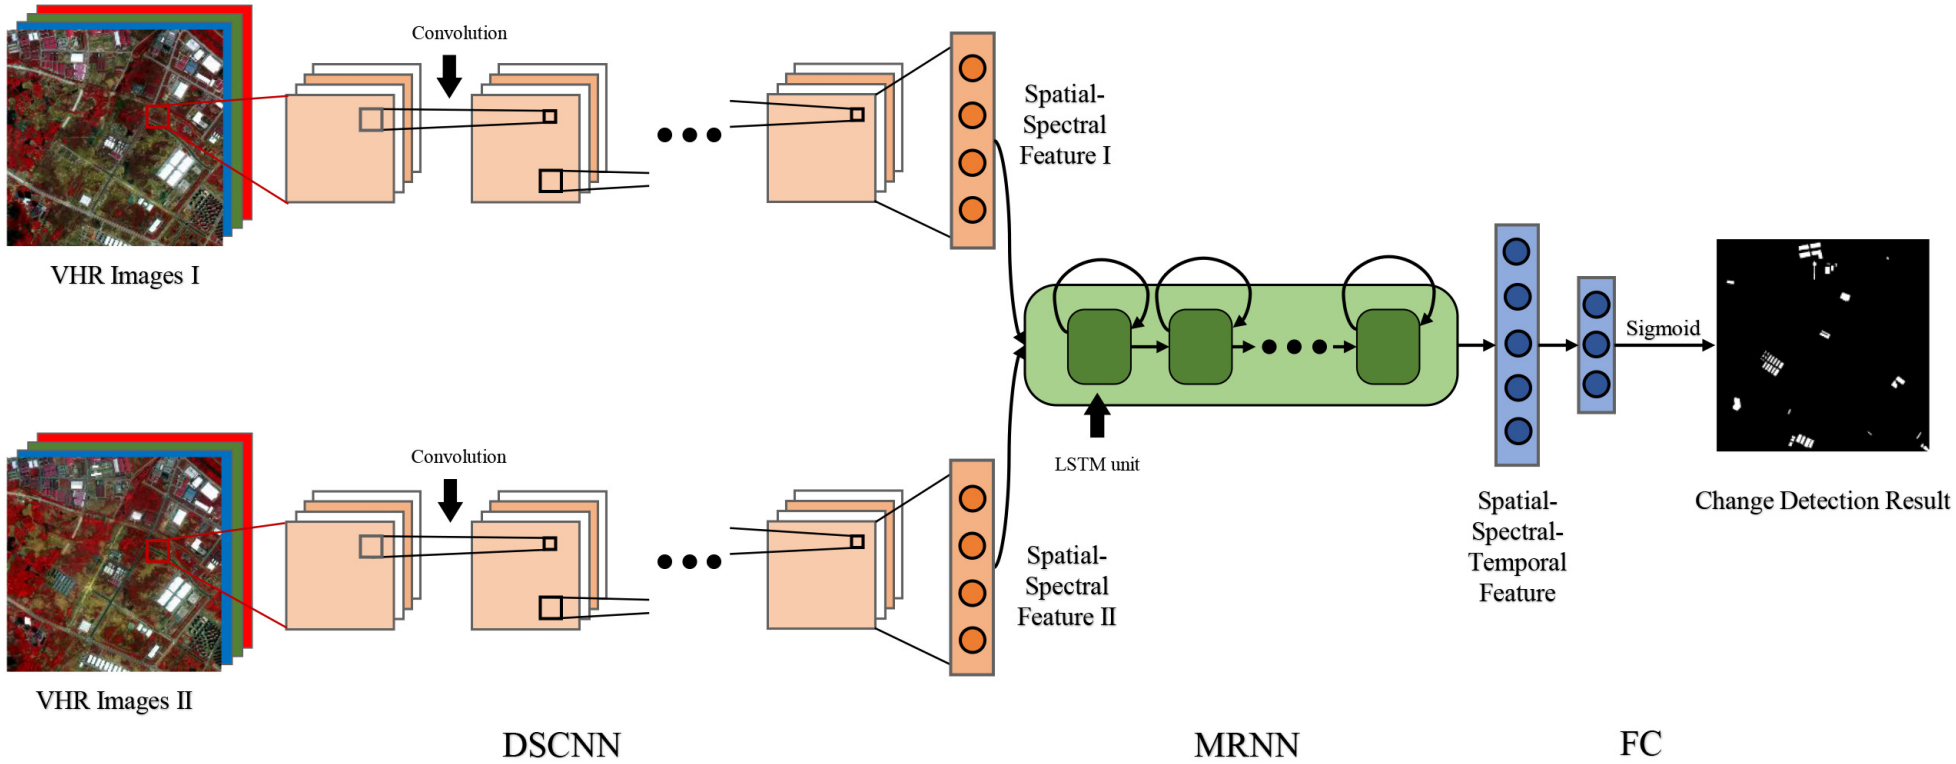 Convolution
VHR Images I
Spatial-
Spectral
Feature I
LSTM unit
Sigmoid
Spatial-
Spectral-
Temporal
Feature
Change Detection Result
Convolution
VHR Images II
Spatial-
Spectral
Feature II
DSCNN
MRNN
FC